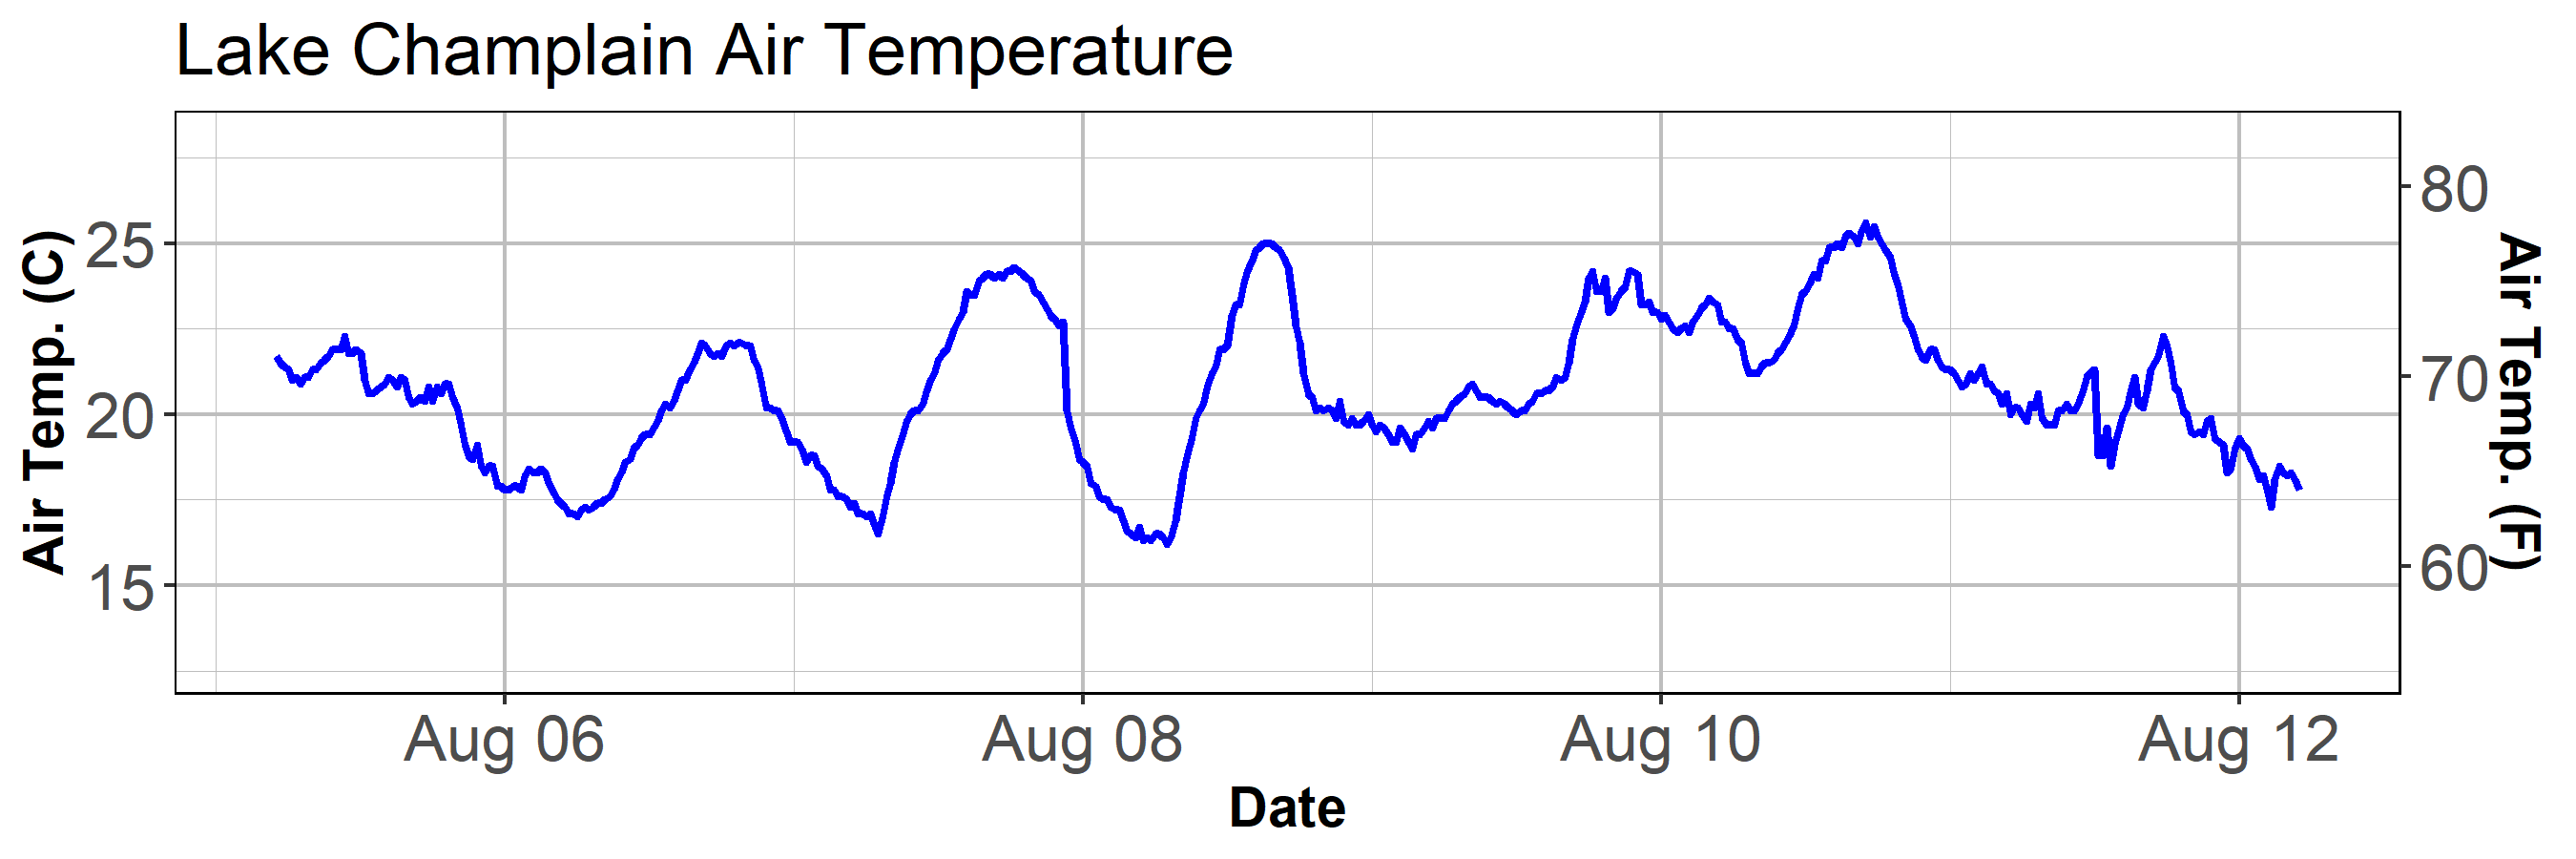 Lake Champlain Air Temperature
Air Temp. (C)
25
20
15
80
70
60
Air Temp. (F)
Aug 06
Aug 08
Aug 10
Aug 12
Date